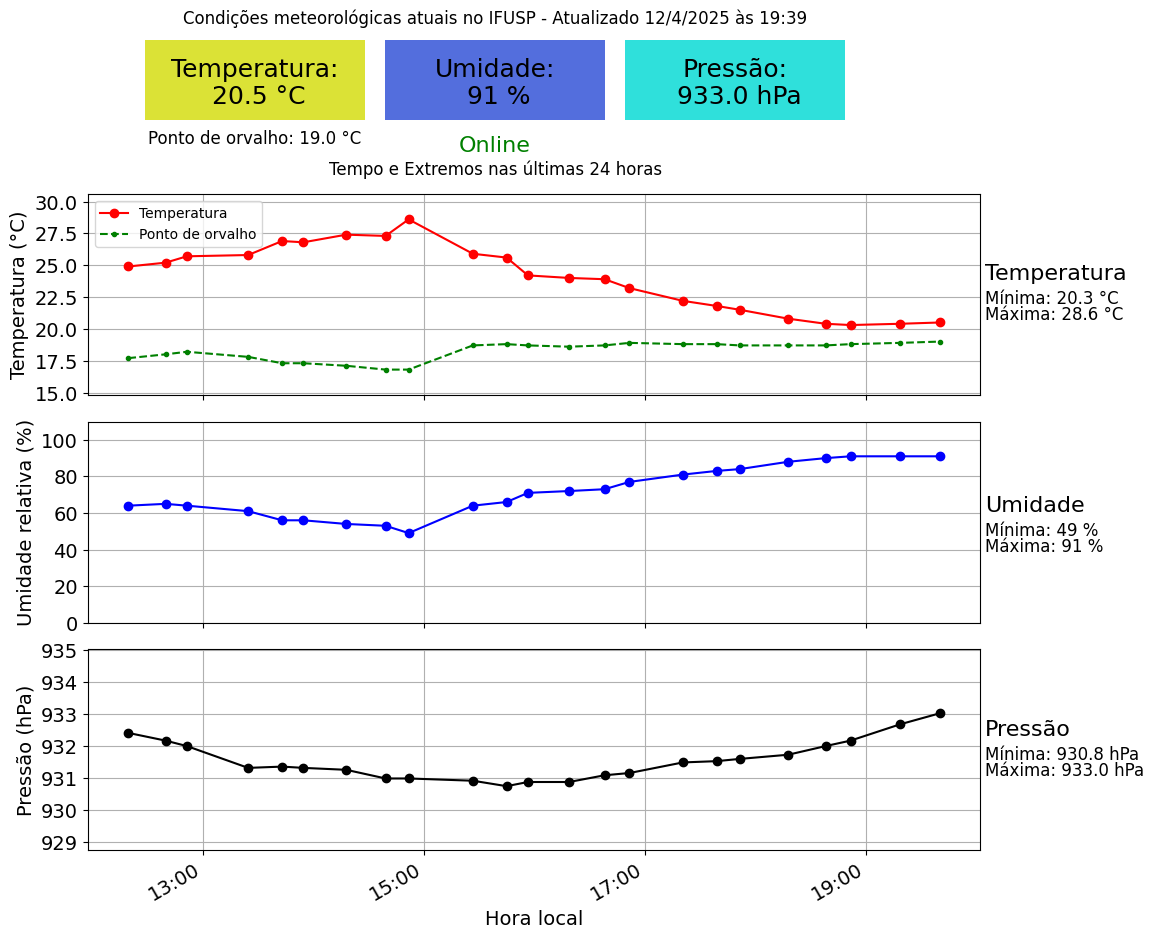 Condições meteorológicas atuais no IFUSP - Atualizado 12/4/2025 às 19:39
Temperatura:
20.5 °C
Umidade:
91 %
Pressão:
933.0 hPa
Ponto de orvalho: 19.0 °C
Online
Tempo e Extremos nas últimas 24 horas
Temperatura (°C)
30.0
27.5
25.0
22.5
20.0
17.5
15.0
Temperatura
Ponto de orvalho
Temperatura
Mínima: 20.3 °C
Máxima: 28.6 °C
Umidade relativa (%)
100
80
60
40
20
0
Umidade
Mínima: 49 %
Máxima: 91 %
Pressão (hPa)
935
934
933
932
931
930
929
Pressão
Mínima: 930.8 hPa
Máxima: 933.0 hPa
13:00
15:00
17:00
19:00
Hora local